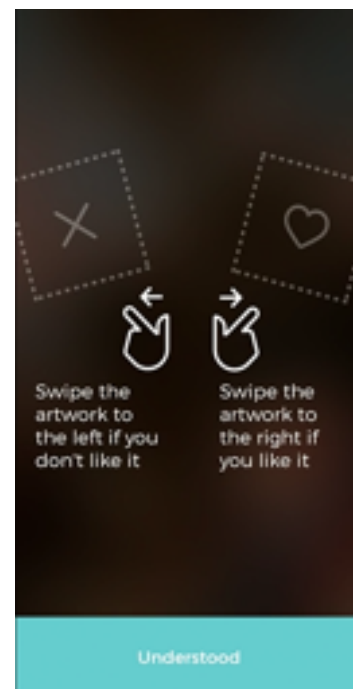 Swipe the
artwork to
the left if you
don't like it
Swipe the
artwork to
the right if
you like it
Understood